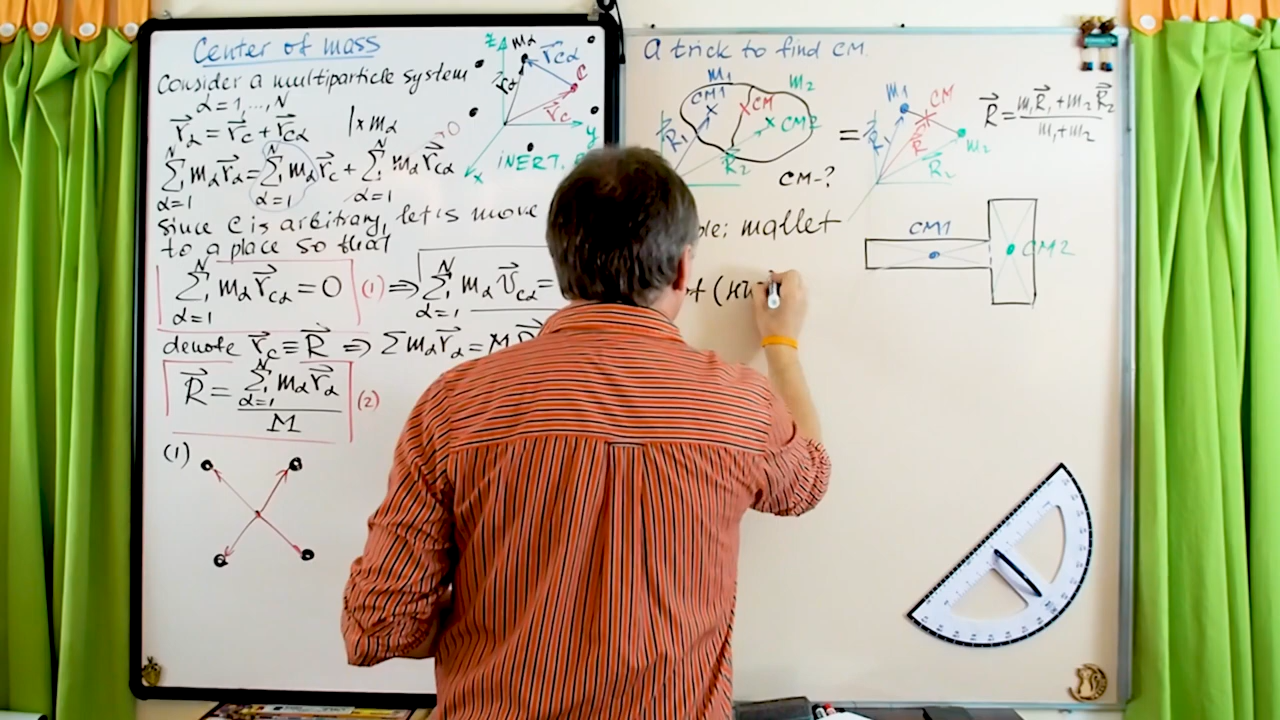 Center of mass
Consider a multiparticle system
α=1,...,N
r⃗α = r⃗c + r⃗cα |×mα
∑(α=1..N) mα r⃗α = ∑(α=1..N) mα r⃗c + ∑(α=1..N) mα r⃗cα → 0
since C is arbitrary, let's move
to a place so that
∑(α=1..N) mα r⃗cα = 0 (1) ⇒ ∑(α=1..N) mα v⃗cα =
denote r⃗c ≡ R⃗ ⇒ ∑ mα r⃗α = M R⃗
R⃗ = ∑(α=1..N) mα r⃗α / M (2)
(1)
z mα r⃗cα
r⃗α C
r⃗c
y
x INERT.
A trick to find CM
M1 m2
CM1 CM CM2
R⃗1 R⃗2
CM-?
=
M1 CM m2
R⃗1 R⃗ R⃗2
R⃗ = m1R⃗1+m2R⃗2 / m1+m2
mallet
CM1 CM2